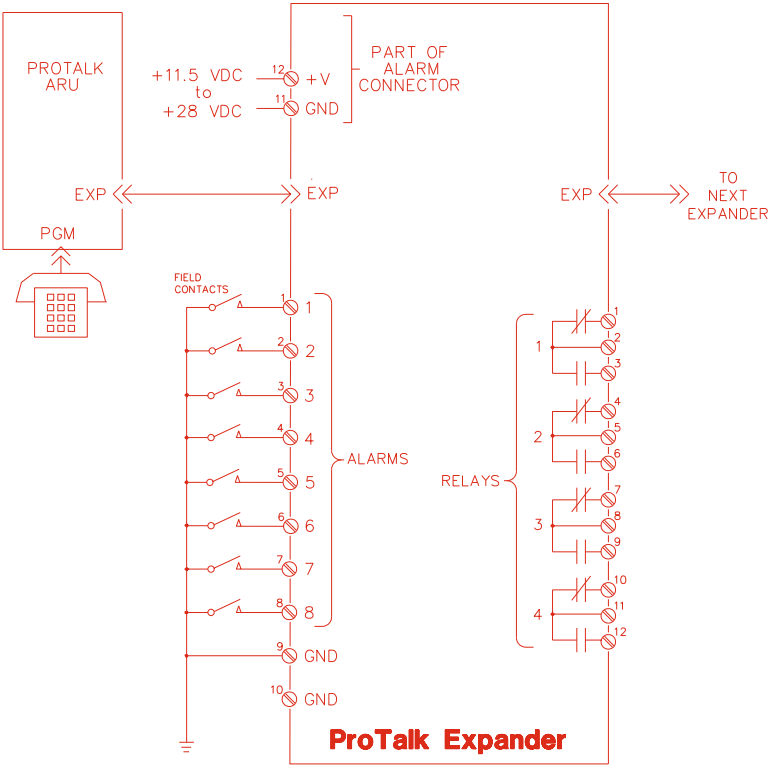 PROTALK
ARU
EXP
PGM
+11.5 VDC
to
+28 VDC
12
+V
11
GND
PART OF
ALARM
CONNECTOR
EXP
EXP
TO
NEXT
EXPANDER
FIELD
CONTACTS
1
1
2
2
3
3
4
4
5
5
6
6
7
7
8
8
9
GND
10
GND
ALARMS
RELAYS
1
1
2
3
2
4
5
6
3
7
8
9
4
10
11
12
ProTalk Expander